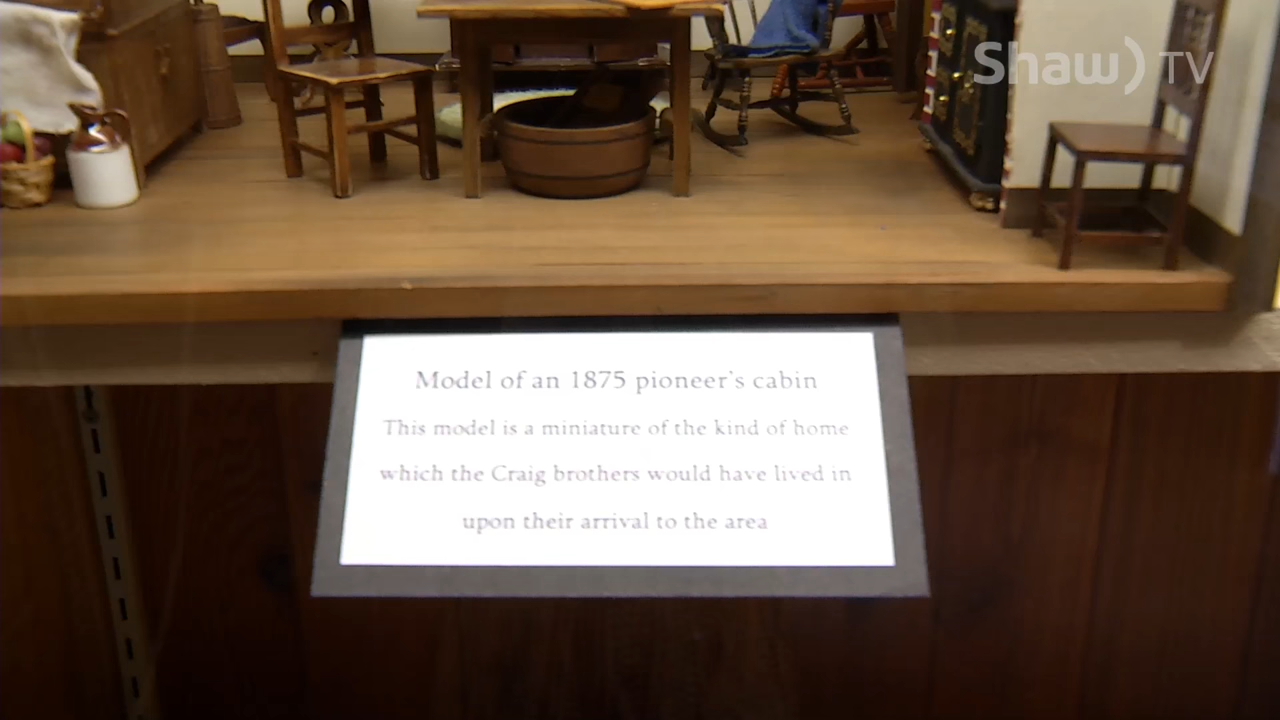 Shaw) TV
Model of an 1875 pioneer's cabin
This model is a miniature of the kind of home
which the Craig brothers would have lived in
upon their arrival to the area